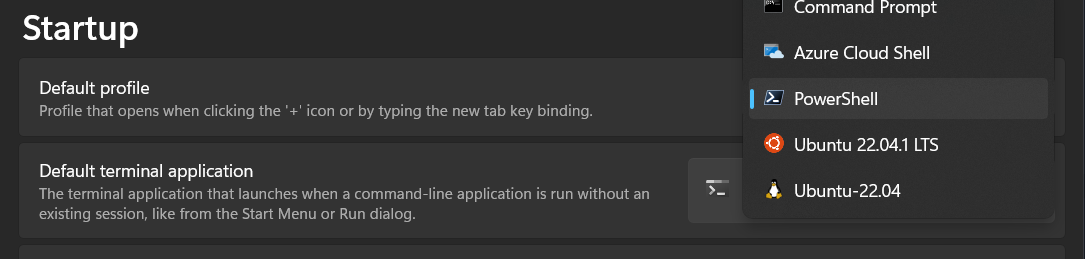 Startup
Command Prompt
Azure Cloud Shell
Default profile
Profile that opens when clicking the '+' icon or by typing the new tab key binding.
PowerShell
Ubuntu 22.04.1 LTS
Default terminal application
The terminal application that launches when a command-line application is run without an
existing session, like from the Start Menu or Run dialog.
Ubuntu-22.04